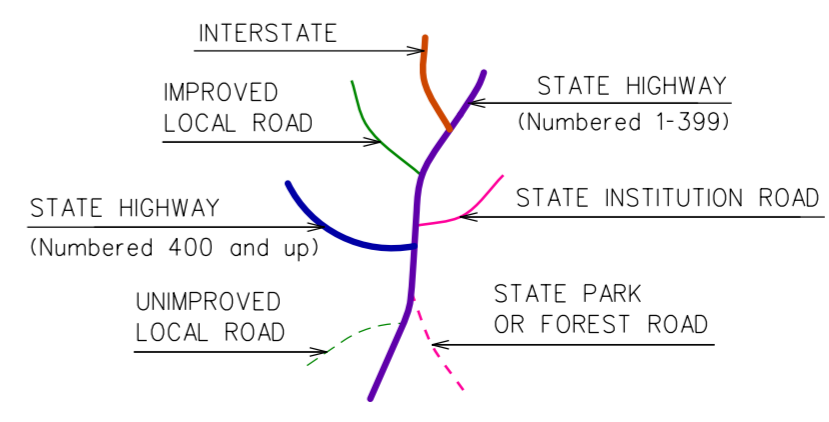 INTERSTATE
STATE HIGHWAY
(Numbered 1-399)
IMPROVED
LOCAL ROAD
STATE INSTITUTION ROAD
STATE HIGHWAY
(Numbered 400 and up)
UNIMPROVED
LOCAL ROAD
STATE PARK
OR FOREST ROAD